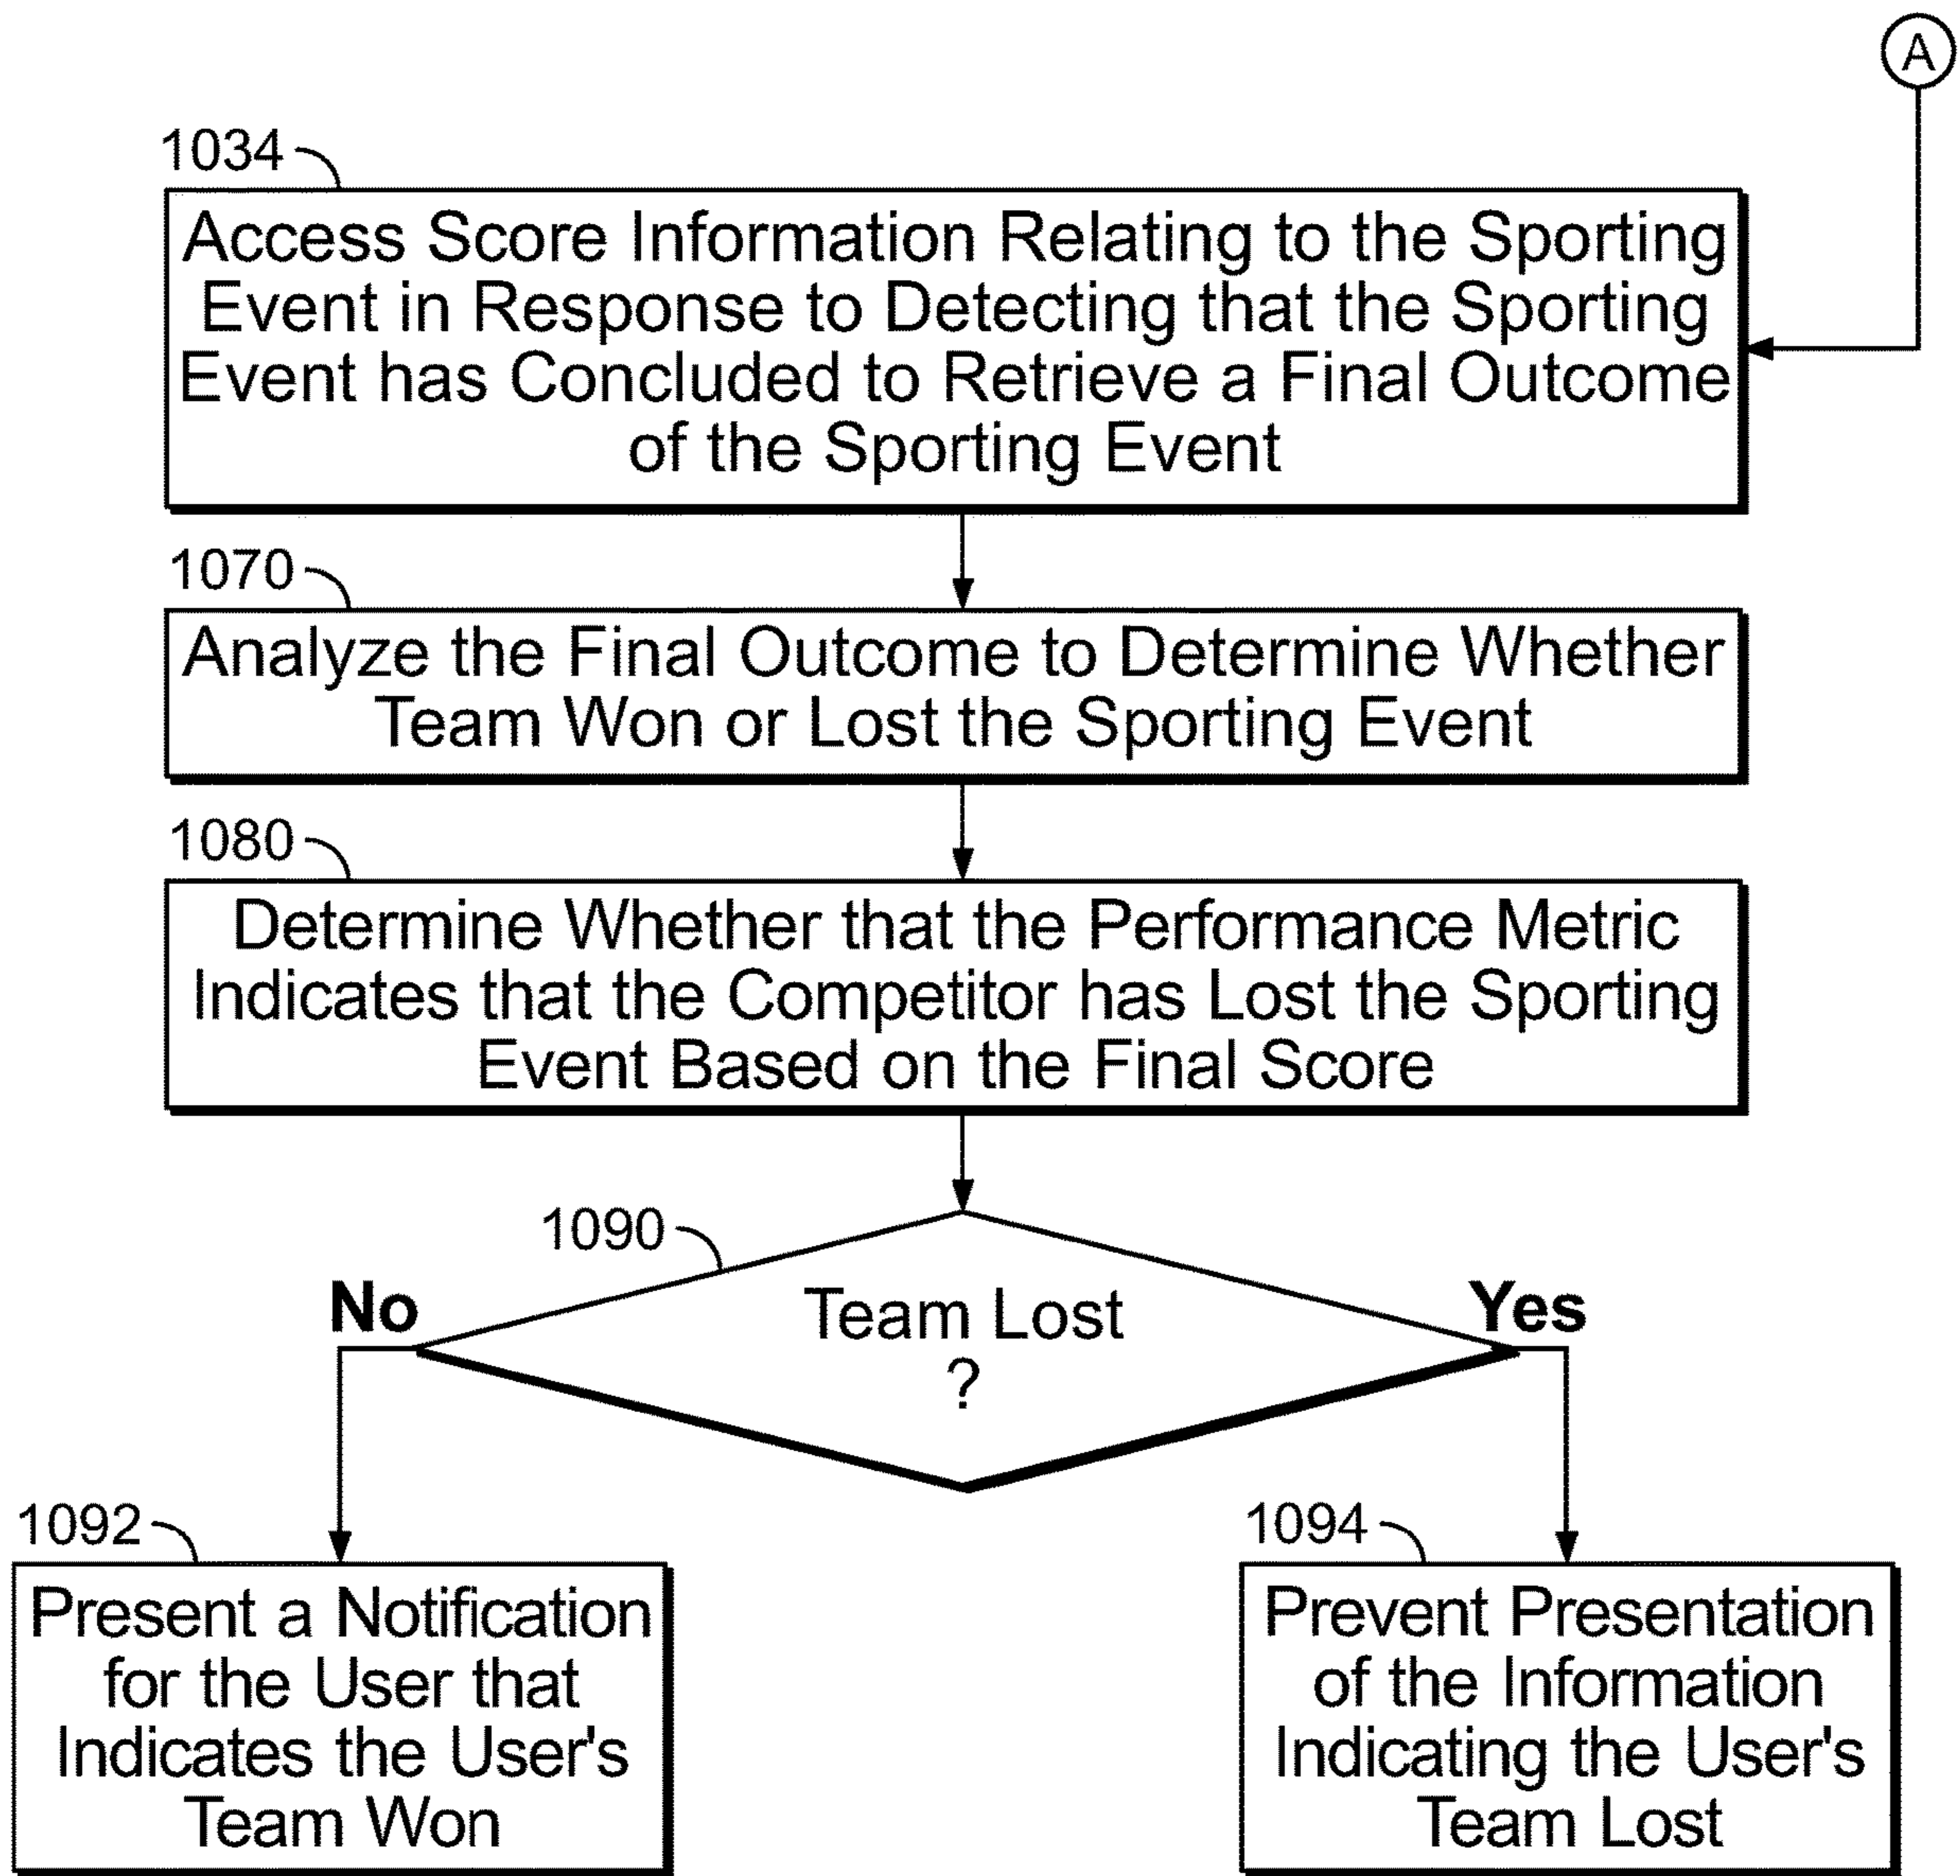 A
1034
Access Score Information Relating to the Sporting
Event in Response to Detecting that the Sporting
Event has Concluded to Retrieve a Final Outcome
of the Sporting Event
1070
Analyze the Final Outcome to Determine Whether
Team Won or Lost the Sporting Event
1080
Determine Whether that the Performance Metric
Indicates that the Competitor has Lost the Sporting
Event Based on the Final Score
1090
Team Lost
?
No
Yes
1092
Present a Notification
for the User that
Indicates the User's
Team Won
1094
Prevent Presentation
of the Information
Indicating the User's
Team Lost